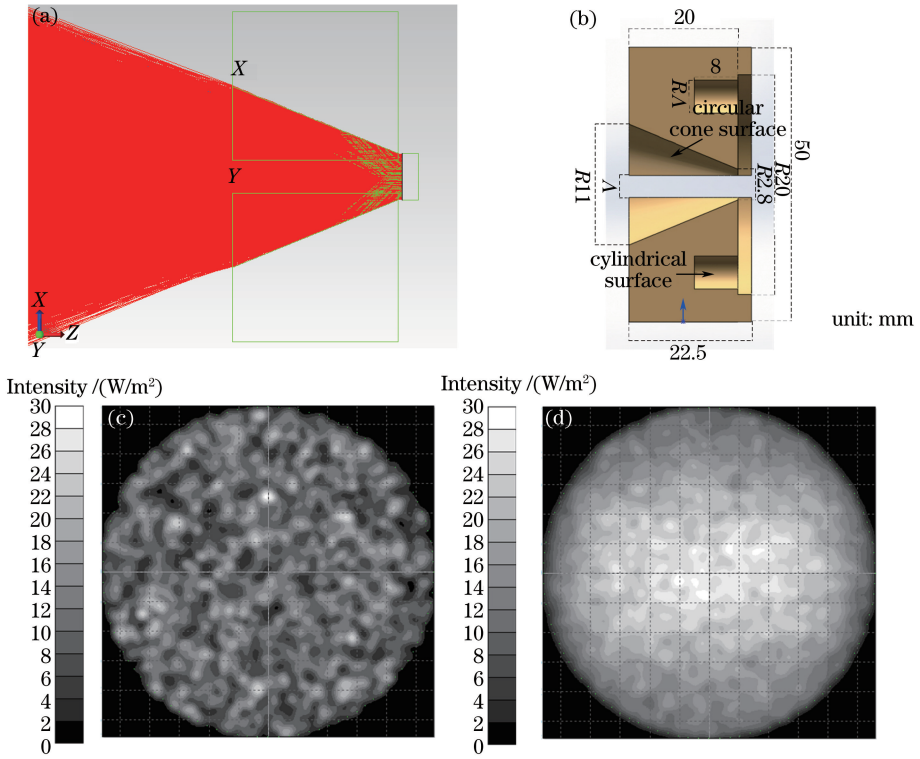 (a)
X
Y
X
Z
Y
(b)
20
8
RΛ
circular
cone surface
R11
Λ
R2.8
R20
50
cylindrical
surface
22.5
unit: mm
Intensity /(W/m²)
30
28
26
24
22
20
18
16
14
12
10
8
6
4
2
0
(c)
Intensity /(W/m²)
30
28
26
24
22
20
18
16
14
12
10
8
6
4
2
0
(d)